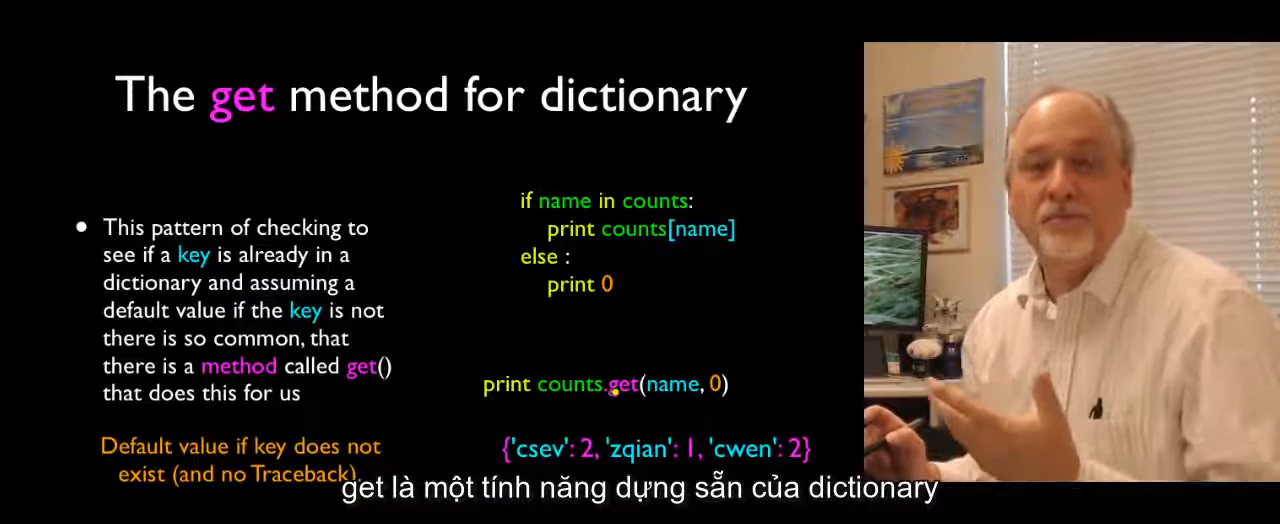 The get method for dictionary
• This pattern of checking to
see if a key is already in a
dictionary and assuming a
default value if the key is not
there is so common, that
there is a method called get()
that does this for us
Default value if key does not
exist (and no Traceback).
if name in counts:
print counts[name]
else :
print 0
print counts.get(name, 0)
{'csev': 2, 'zqian': 1, 'cwen': 2}
get là một tính năng dựng sẵn của dictionary